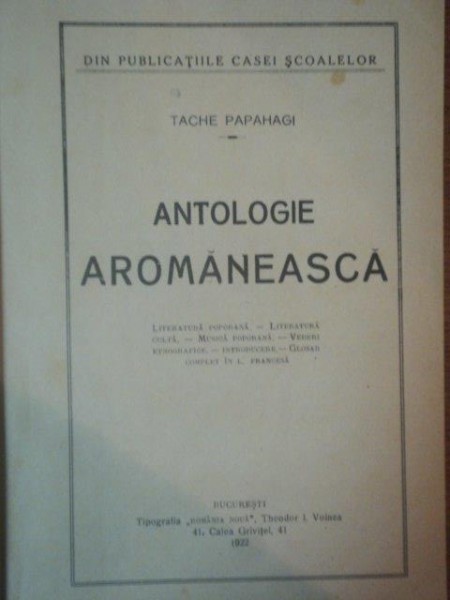 DIN PUBLICAȚIILE CASEI ȘCOALELOR
TACHE PAPAHAGI
ANTOLOGIE
AROMĂNEASCĂ
LITERATURĂ POPORANĂ. — LITERATURĂ
CULTĂ. — MUSICĂ POPORANĂ. — VEDERI
ETNOGRAFICE. — INTRODUCERE. — GLOSAR
COMPLET ÎN L. FRANCESĂ
BUCUREȘTI
Tipografia „ROMÂNIA NOUĂ", Theodor I. Voinea
41, Calea Griviței, 41
1922